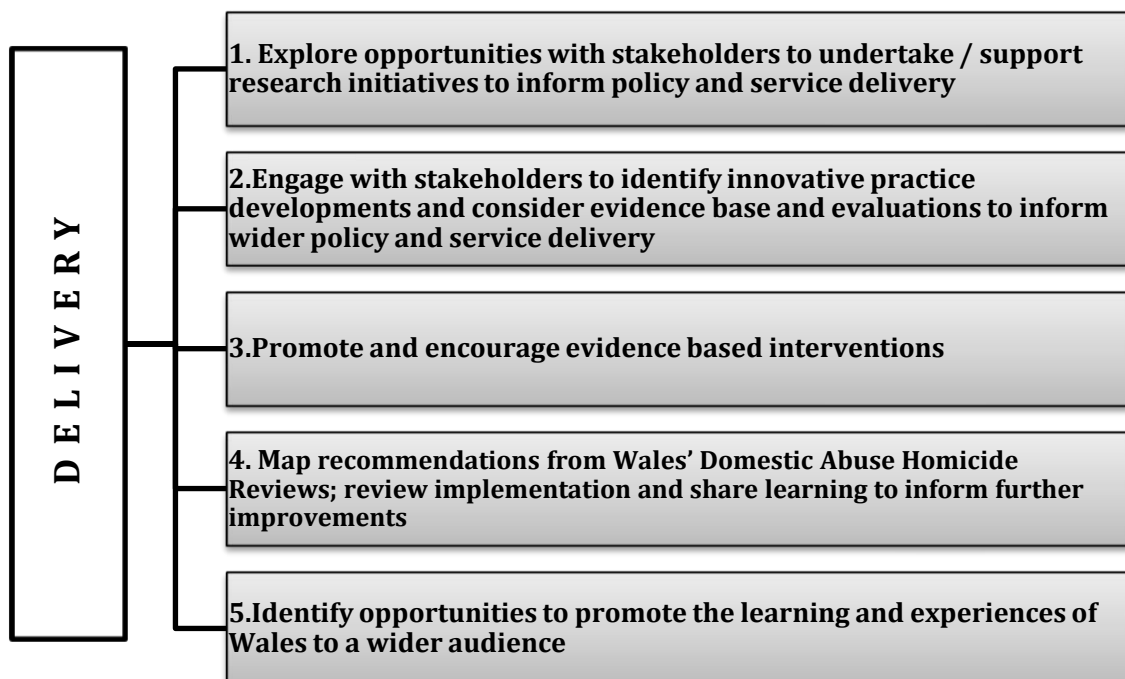 DELIVERY
1. Explore opportunities with stakeholders to undertake / support
research initiatives to inform policy and service delivery
2.Engage with stakeholders to identify innovative practice
developments and consider evidence base and evaluations to inform
wider policy and service delivery
3.Promote and encourage evidence based interventions
4. Map recommendations from Wales’ Domestic Abuse Homicide
Reviews; review implementation and share learning to inform further
improvements
5.Identify opportunities to promote the learning and experiences of
Wales to a wider audience